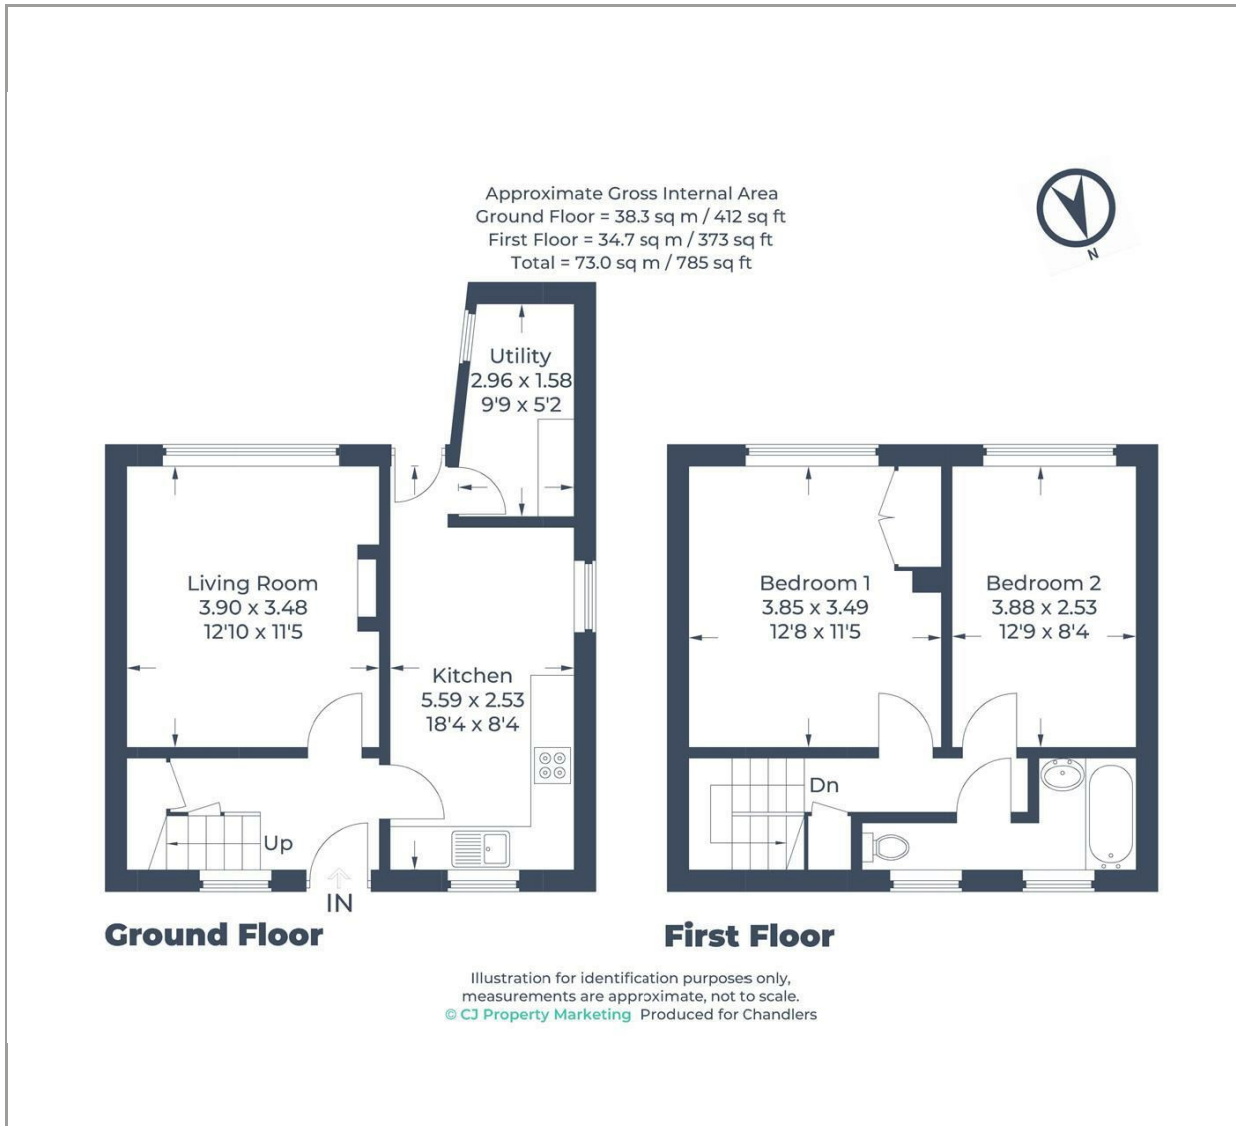 Approximate Gross Internal Area
Ground Floor = 38.3 sq m / 412 sq ft
First Floor = 34.7 sq m / 373 sq ft
Total = 73.0 sq m / 785 sq ft
N
Utility
2.96 x 1.58
9'9 x 5'2
Living Room
3.90 x 3.48
12'10 x 11'5
Kitchen
5.59 x 2.53
18'4 x 8'4
Up
IN
Ground Floor
Bedroom 1
3.85 x 3.49
12'8 x 11'5
Bedroom 2
3.88 x 2.53
12'9 x 8'4
Dn
First Floor
Illustration for identification purposes only,
measurements are approximate, not to scale.
© CJ Property Marketing Produced for Chandlers